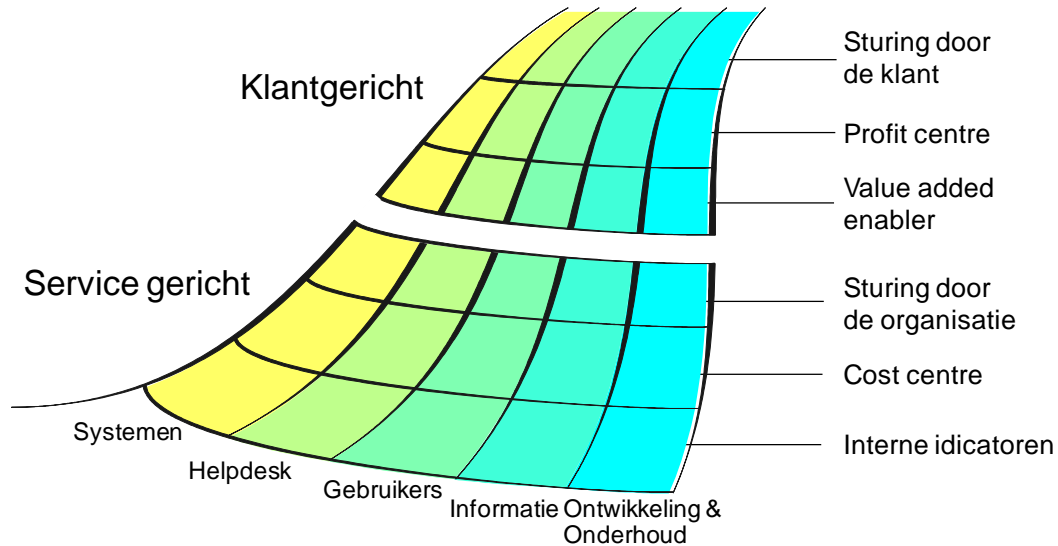 Klantgericht
Service gericht
Sturing door
de klant
Profit centre
Value added
enabler
Sturing door
de organisatie
Cost centre
Interne idicatoren
Systemen
Helpdesk
Gebruikers
Informatie
Ontwikkeling &
Onderhoud